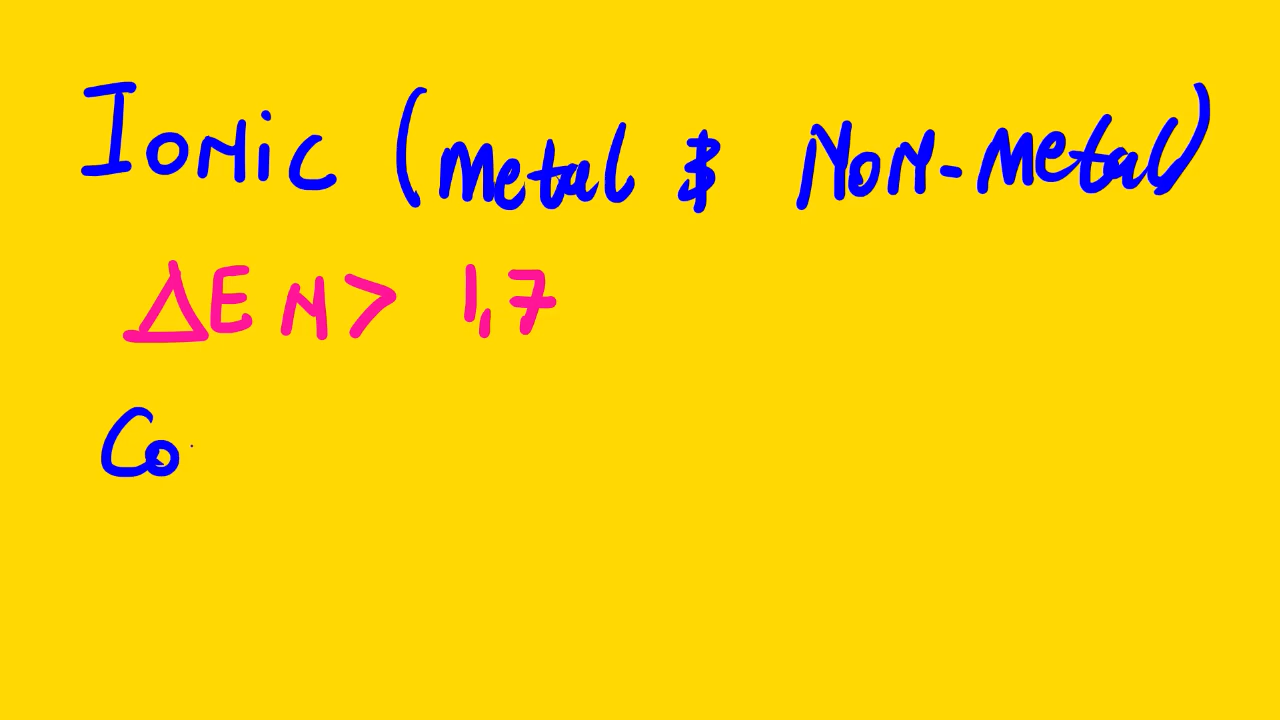 Ionic (Metal & Non-Metal)
ΔEN > 1,7
Co